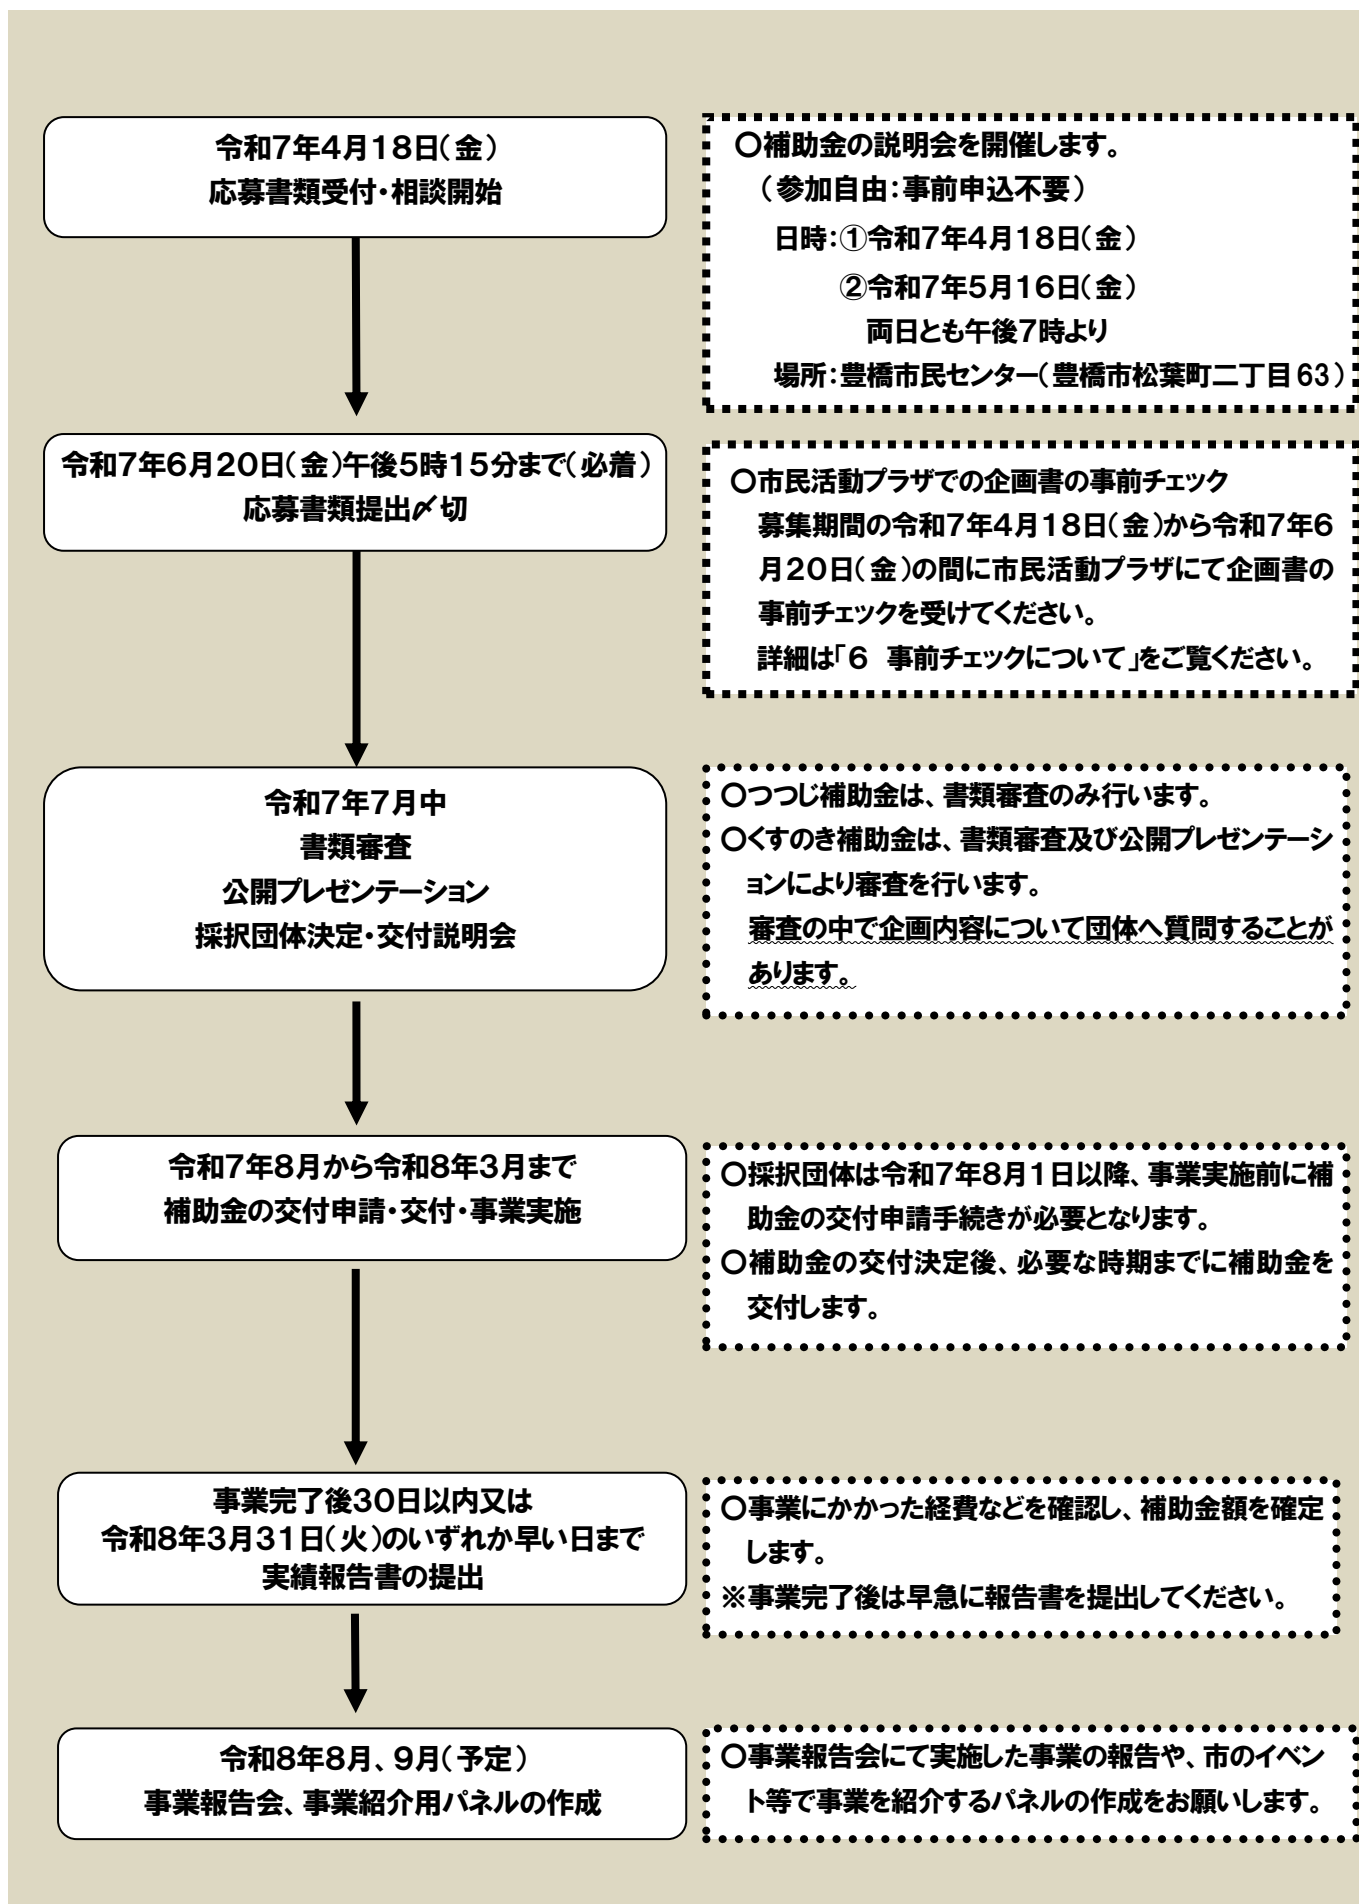 令和7年4月18日(金)
応募書類受付・相談開始
〇補助金の説明会を開催します。
(参加自由:事前申込不要)
日時:①令和7年4月18日(金)
②令和7年5月16日(金)
両日とも午後7時より
場所:豊橋市民センター(豊橋市松葉町二丁目63)
令和7年6月20日(金)午後5時15分まで(必着)
応募書類提出〆切
〇市民活動プラザでの企画書の事前チェック
募集期間の令和7年4月18日(金)から令和7年6
月20日(金)の間に市民活動プラザにて企画書の
事前チェックを受けてください。
詳細は「6 事前チェックについて」をご覧ください。
令和7年7月中
書類審査
公開プレゼンテーション
採択団体決定・交付説明会
〇つつじ補助金は、書類審査のみ行います。
〇くすのき補助金は、書類審査及び公開プレゼンテーシ
ョンにより審査を行います。
審査の中で企画内容について団体へ質問することが
あります。
令和7年8月から令和8年3月まで
補助金の交付申請・交付・事業実施
〇採択団体は令和7年8月1日以降、事業実施前に補
助金の交付申請手続きが必要となります。
〇補助金の交付決定後、必要な時期までに補助金を
交付します。
事業完了後30日以内又は
令和8年3月31日(火)のいずれか早い日まで
実績報告書の提出
〇事業にかかった経費などを確認し、補助金額を確定
します。
※事業完了後は早急に報告書を提出してください。
令和8年8月、9月(予定)
事業報告会、事業紹介用パネルの作成
〇事業報告会にて実施した事業の報告や、市のイベン
ト等で事業を紹介するパネルの作成をお願いします。